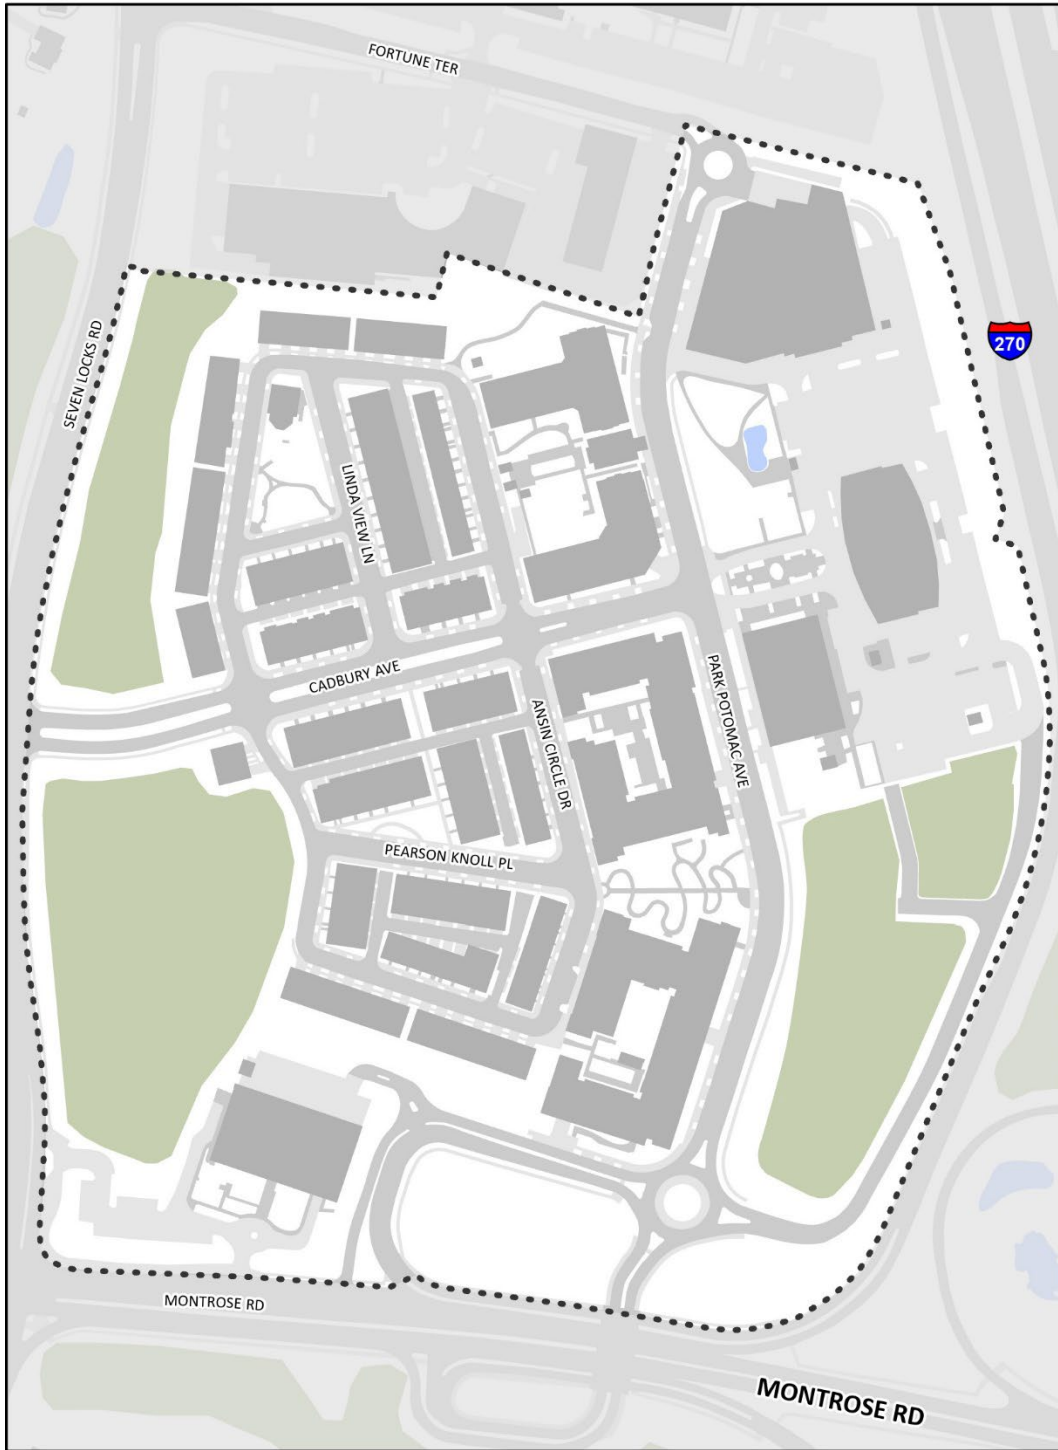 FORTUNE TER
270
SEVEN LOCKS RD
LINDA VIEW LN
CADBURY AVE
ANSIN CIRCLE DR
PARK POTOMAC AVE
PEARSON KNOLL PL
MONTROSE RD
MONTROSE RD